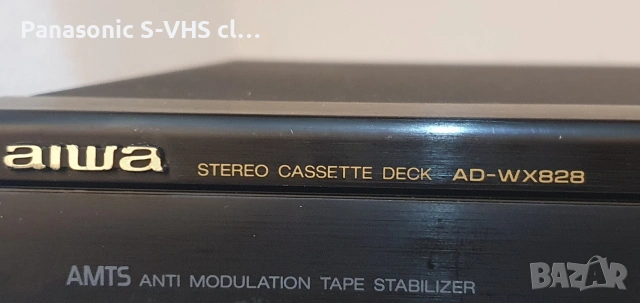 Panasonic S-VHS cl...
aiwa STEREO CASSETTE DECK AD-WX828
AMTS ANTI MODULATION TAPE STABILIZER
BAZAR